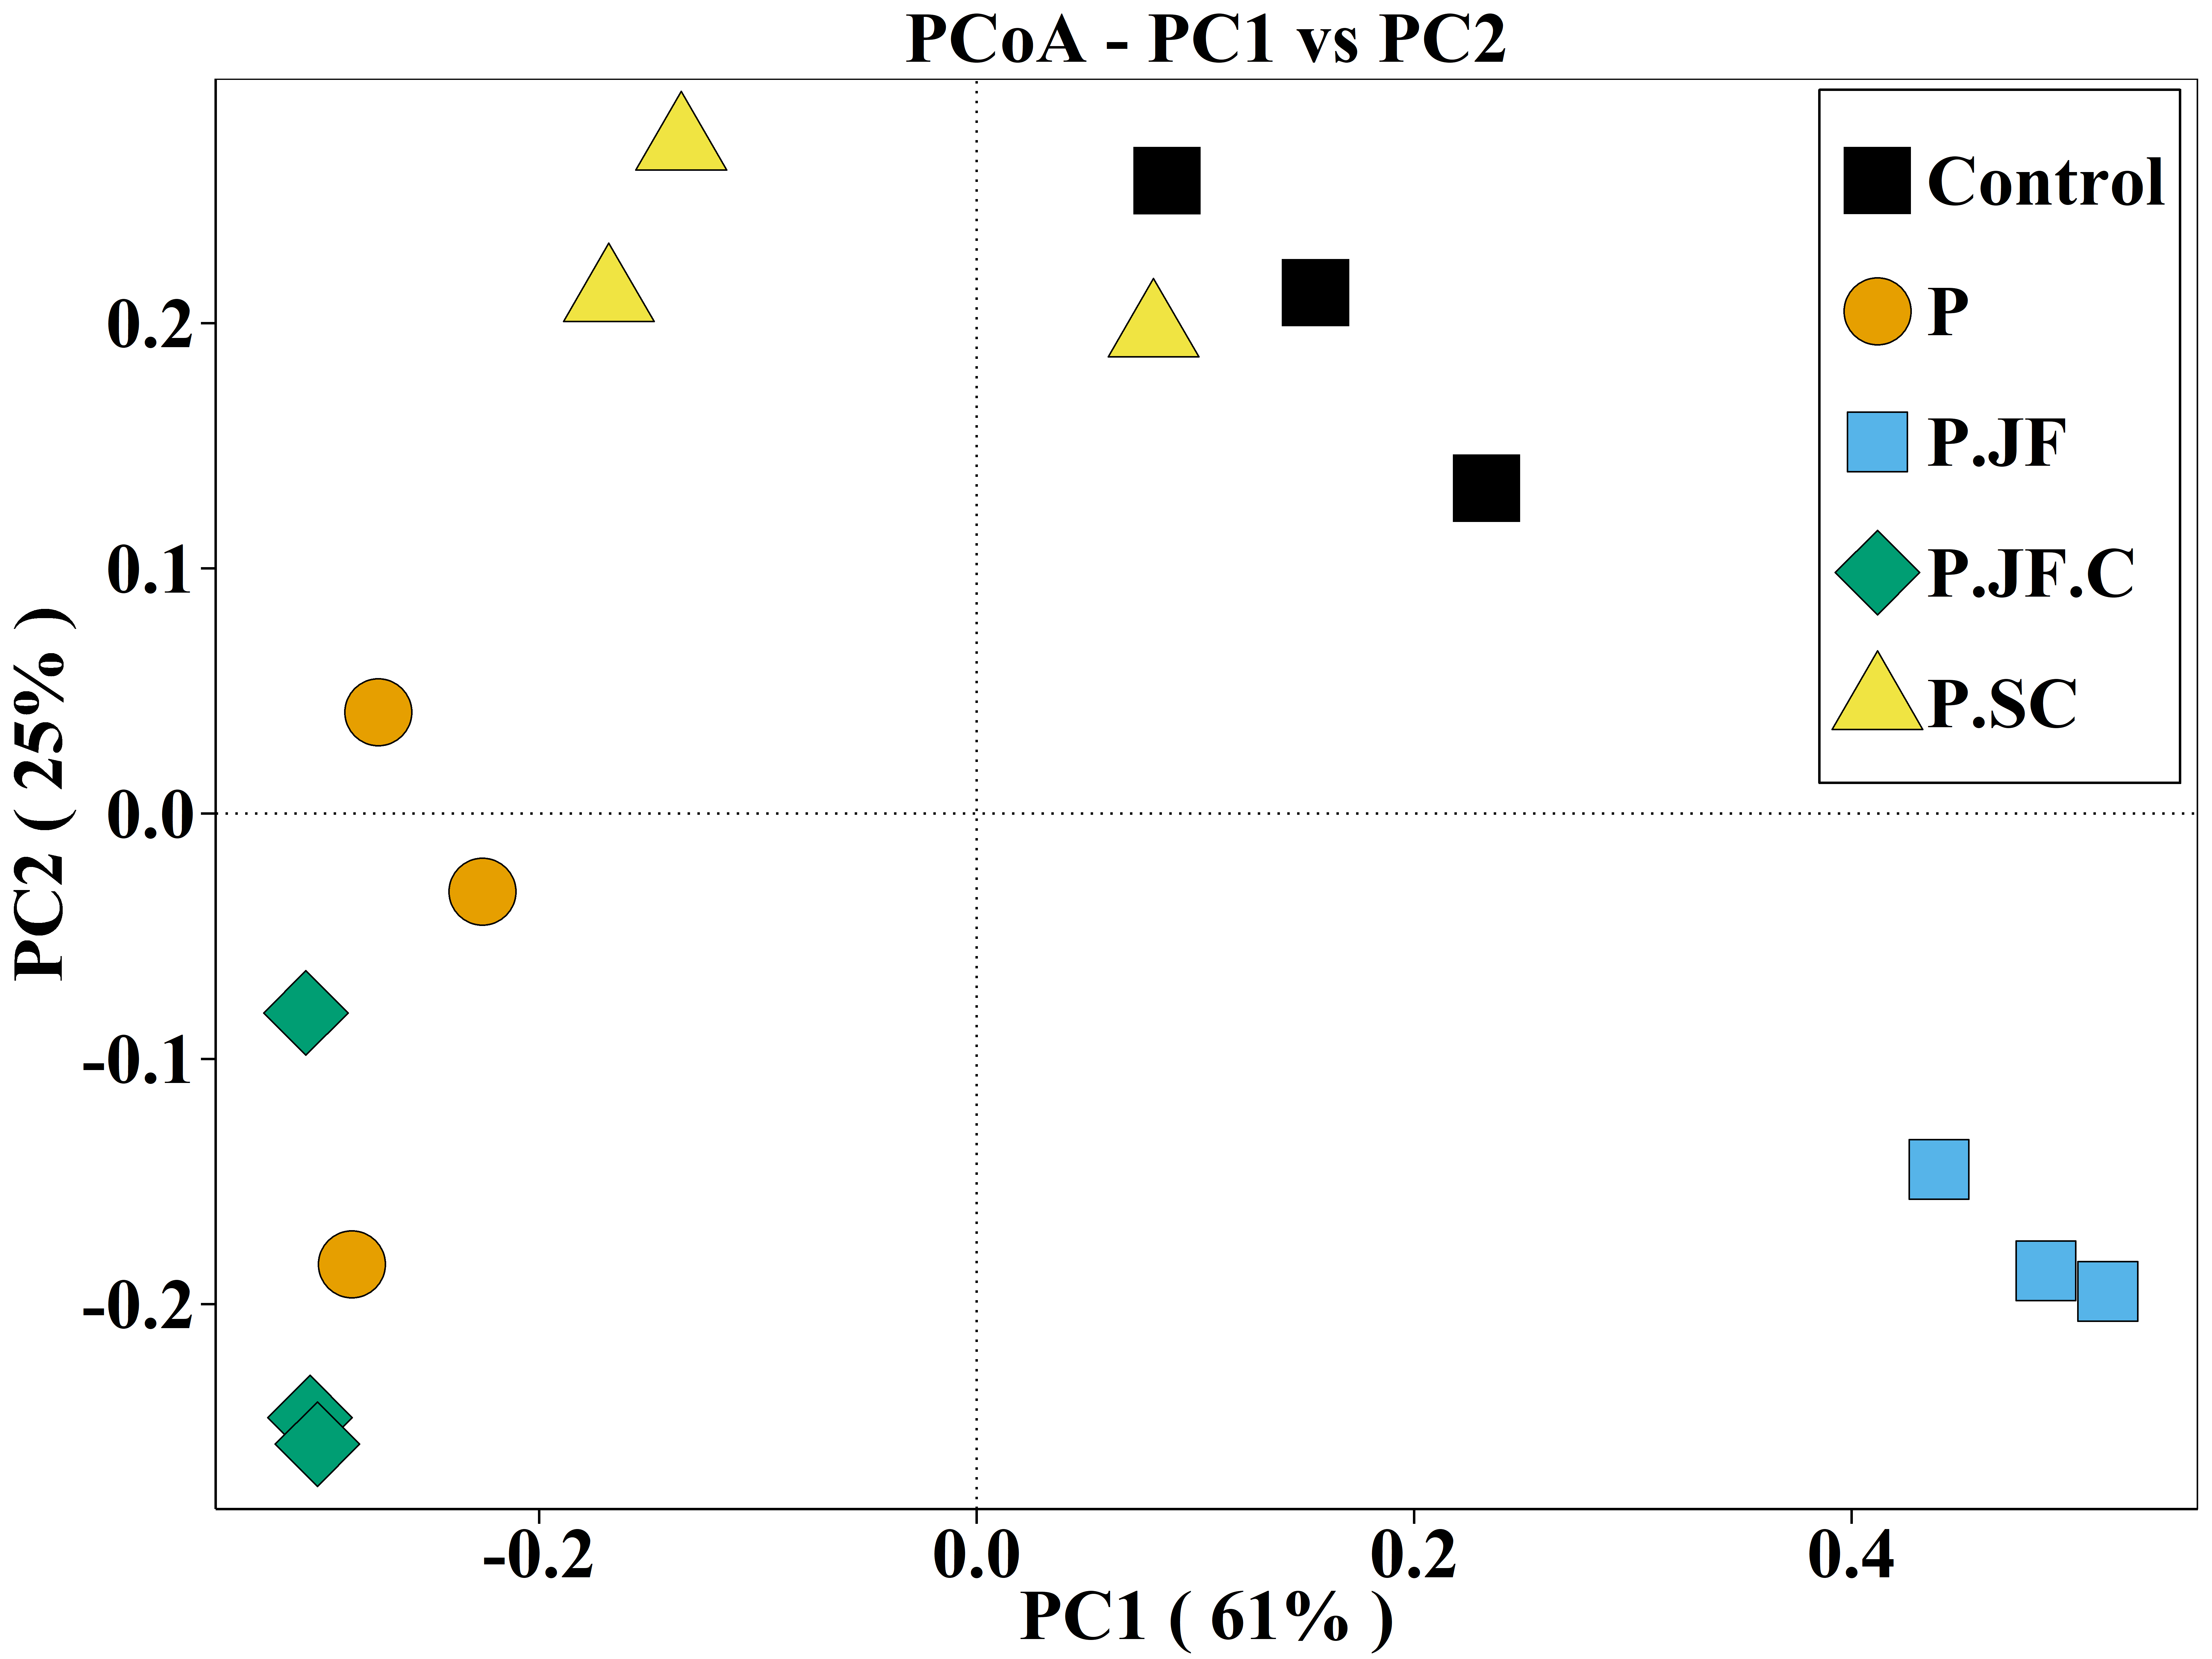 PCoA - PC1 vs PC2
Control
P
P.JF
P.JF.C
P.SC
0.2
0.1
0.0
-0.1
-0.2
PC2 ( 25% )
-0.2 0.0 0.2 0.4
PC1 ( 61% )